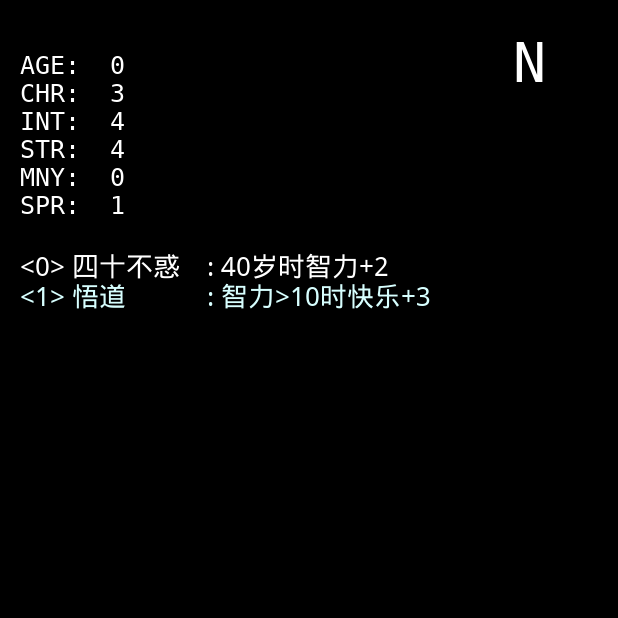 N
AGE: 0
CHR: 3
INT: 4
STR: 4
MNY: 0
SPR: 1
<0> 四十不惑 : 40岁时智力+2
<1> 悟道 : 智力>10时快乐+3